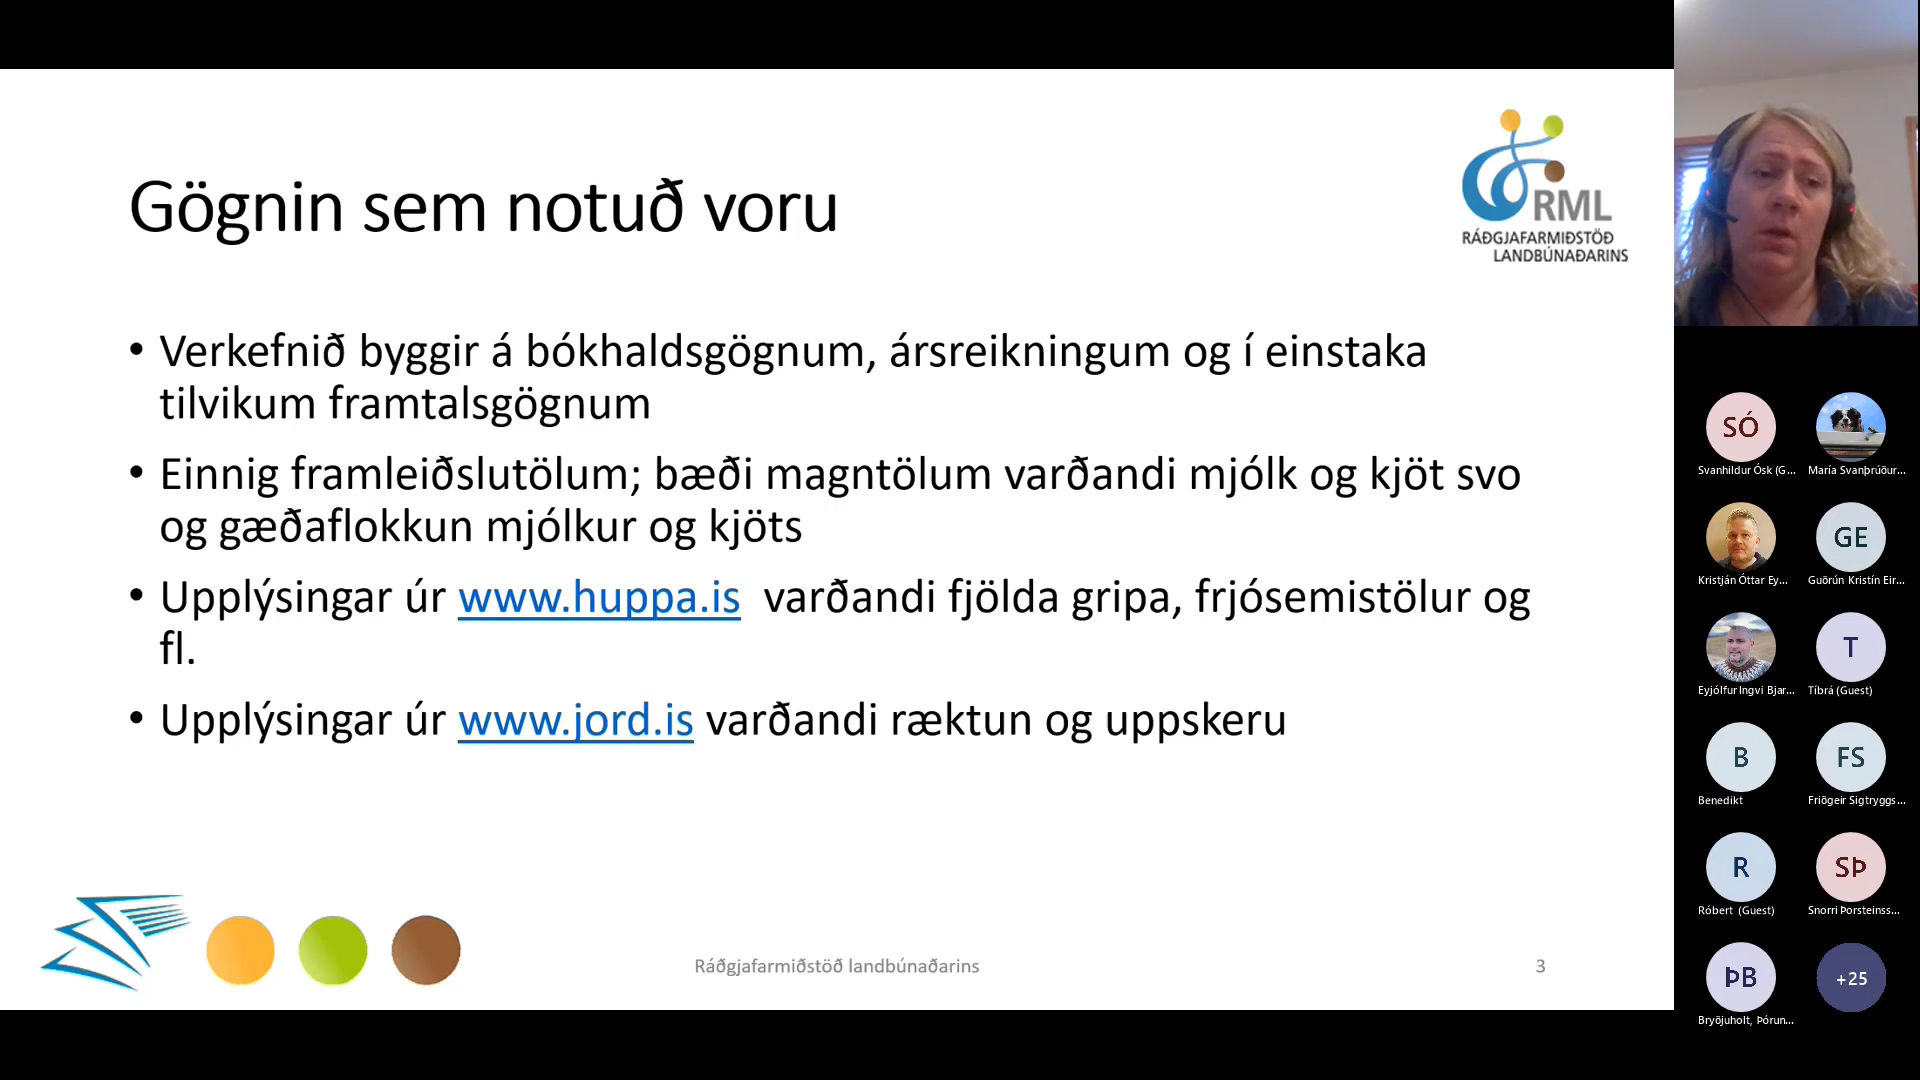 Gögnin sem notuð voru
RML
RÁÐGJAFARMIÐSTÖÐ
LANDBÚNAÐARINS
• Verkefnið byggir á bókhaldsgögnum, ársreikningum og í einstaka
tilvikum framtalsgögnum
• Einnig framleiðslutölum; bæði magntölum varðandi mjólk og kjöt svo
og gæðaflokkun mjólkur og kjöts
• Upplýsingar úr www.huppa.is varðandi fjölda gripa, frjósemistölur og
fl.
• Upplýsingar úr www.jord.is varðandi ræktun og uppskeru
Ráðgjafarmiðstöð landbúnaðarins
3
SÓ
Svanhildur Ósk (G...
María Svanþrúður...
Kristján Óttar Ey...
GE
Guðrún Kristín Eir...
Eyjólfur Ingvi Bjar...
T
Tíbrá (Guest)
B
Benedikt
FS
Friðgeir Sigtryggs...
R
Róbert (Guest)
SÞ
Snorri Þorsteinss...
ÞB
Bryðjuholt, Þórun...
+25